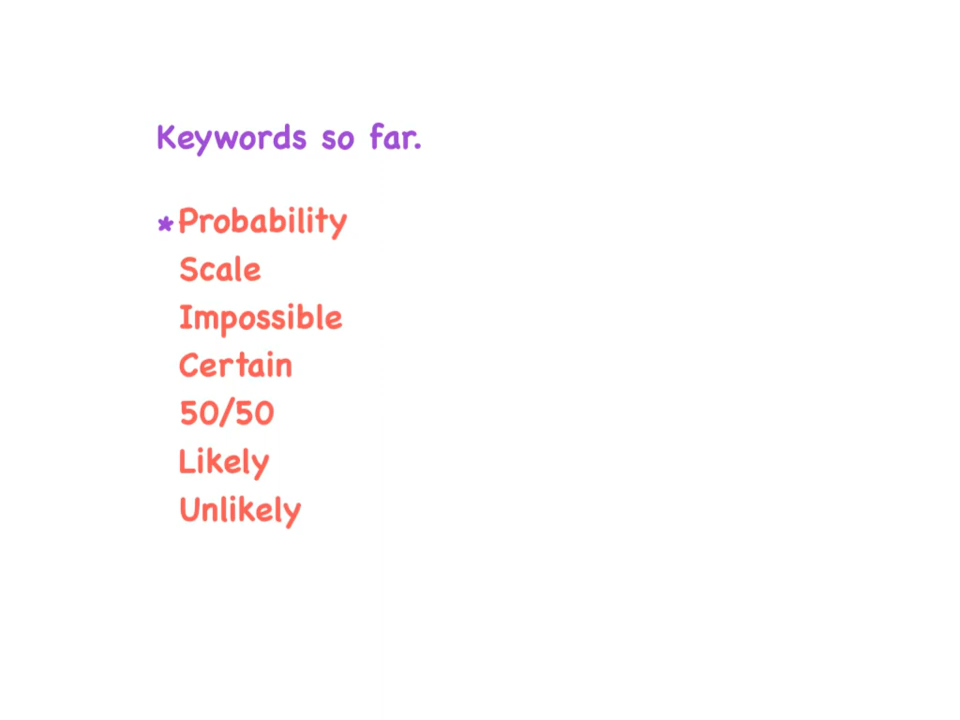 Keywords so far.
*Probability
Scale
Impossible
Certain
50/50
Likely
Unlikely